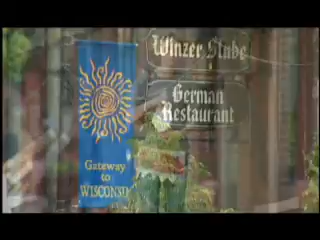 Winzer Stube
German
Restaurant
Gateway
to
WISCONSIN